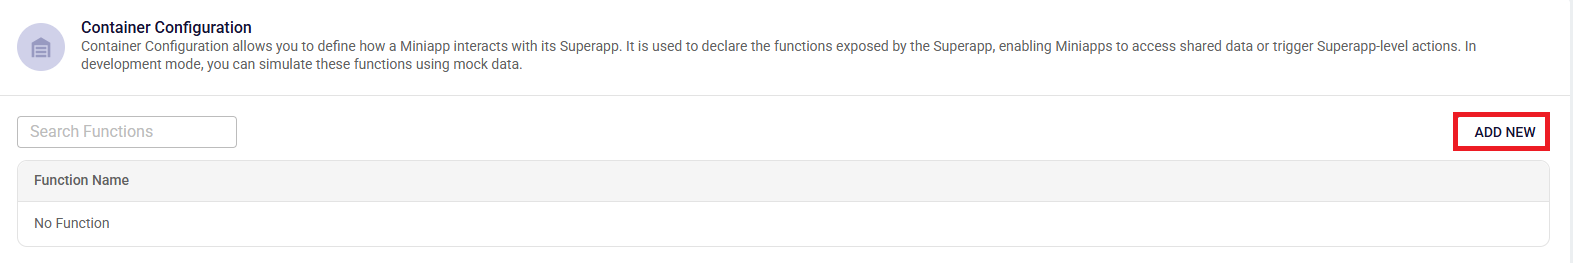 Container Configuration
Container Configuration allows you to define how a Miniapp interacts with its Superapp. It is used to declare the functions exposed by the Superapp, enabling Miniapps to access shared data or trigger Superapp-level actions. In
development mode, you can simulate these functions using mock data.
Search Functions
ADD NEW
Function Name
No Function